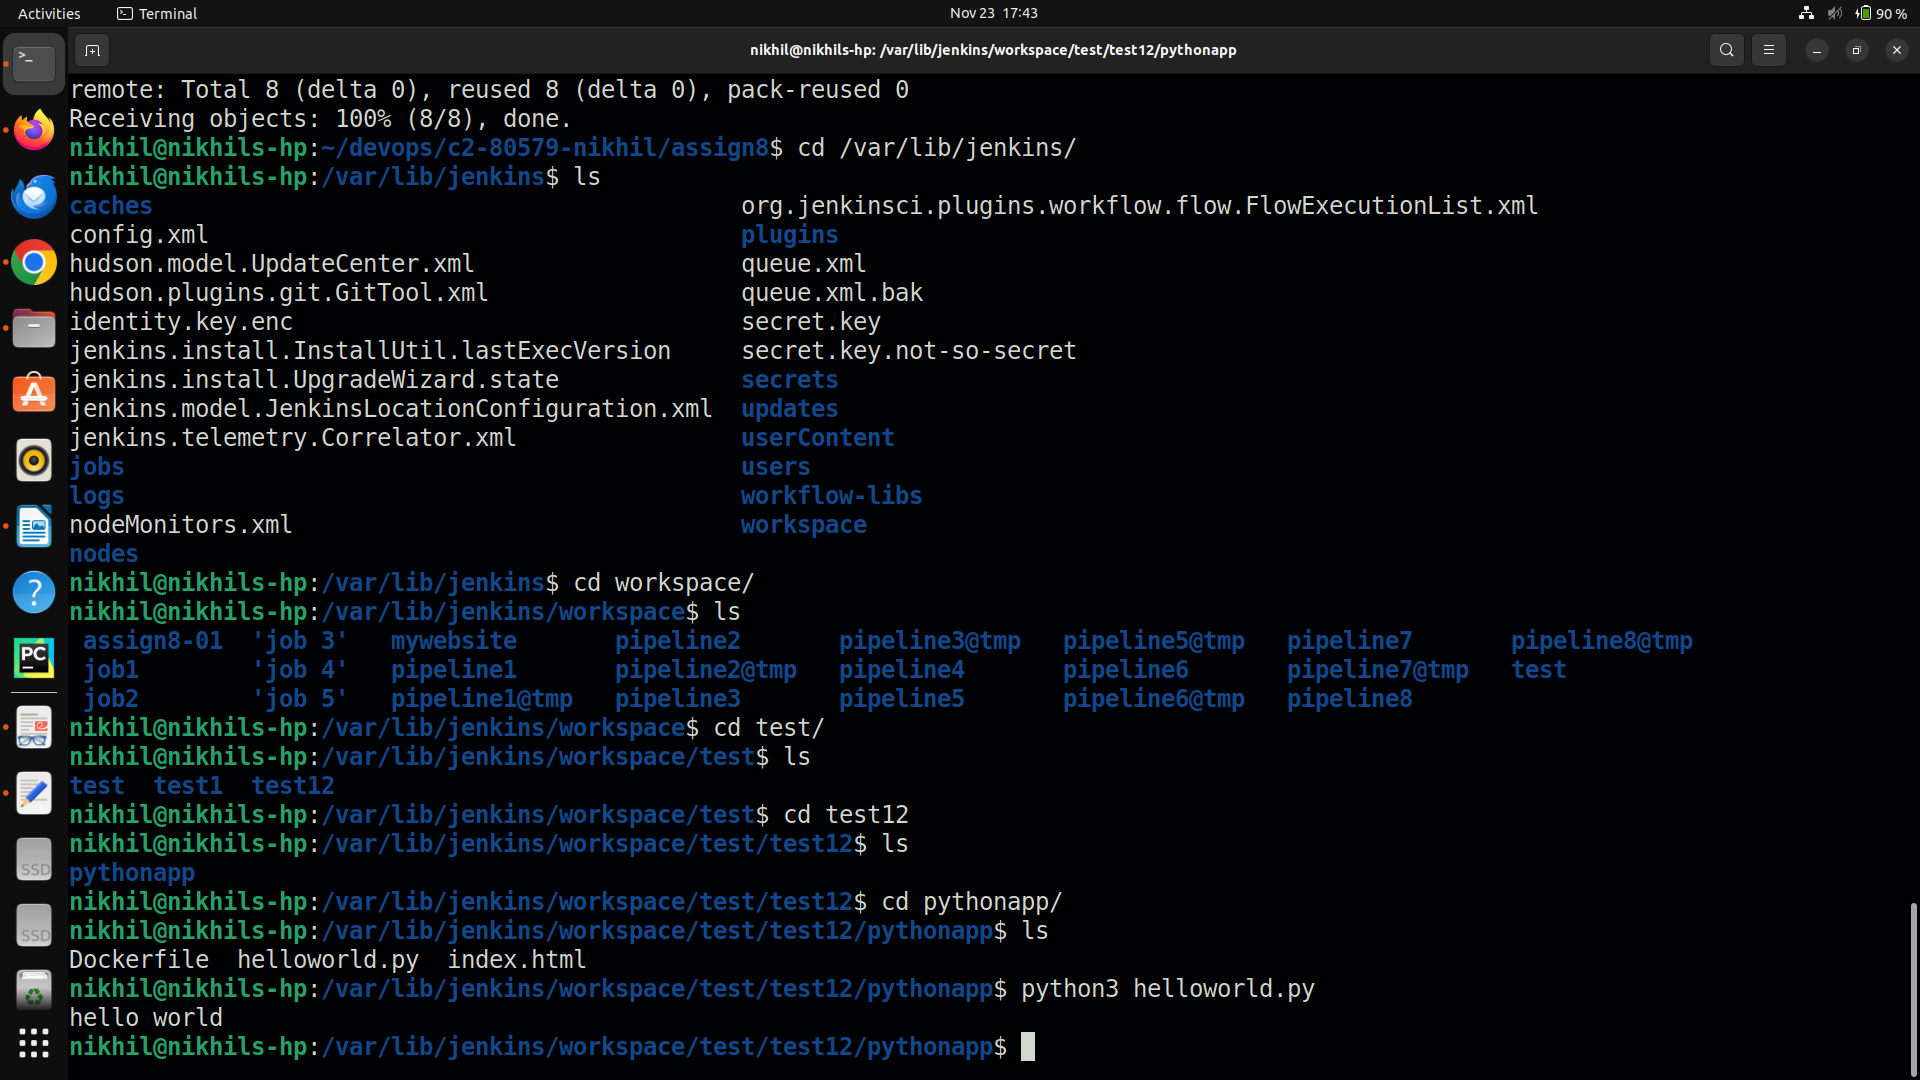 Activities Terminal Nov 23 17:43 90 %
nikhil@nikhils-hp: /var/lib/jenkins/workspace/test/test12/pythonapp
remote: Total 8 (delta 0), reused 8 (delta 0), pack-reused 0
Receiving objects: 100% (8/8), done.
nikhil@nikhils-hp:~/devops/c2-80579-nikhil/assign8$ cd /var/lib/jenkins/
nikhil@nikhils-hp:/var/lib/jenkins$ ls
caches org.jenkinsci.plugins.workflow.flow.FlowExecutionList.xml
config.xml plugins
hudson.model.UpdateCenter.xml queue.xml
hudson.plugins.git.GitTool.xml queue.xml.bak
identity.key.enc secret.key
jenkins.install.InstallUtil.lastExecVersion secret.key.not-so-secret
jenkins.install.UpgradeWizard.state secrets
jenkins.model.JenkinsLocationConfiguration.xml updates
jenkins.telemetry.Correlator.xml userContent
jobs users
logs workflow-libs
nodeMonitors.xml workspace
nodes
nikhil@nikhils-hp:/var/lib/jenkins$ cd workspace/
nikhil@nikhils-hp:/var/lib/jenkins/workspace$ ls
assign8-01 'job 3' mywebsite pipeline2 pipeline3@tmp pipeline5@tmp pipeline7 pipeline8@tmp
job1 'job 4' pipeline1 pipeline2@tmp pipeline4 pipeline6 pipeline7@tmp test
job2 'job 5' pipeline1@tmp pipeline3 pipeline5 pipeline6@tmp pipeline8
nikhil@nikhils-hp:/var/lib/jenkins/workspace$ cd test/
nikhil@nikhils-hp:/var/lib/jenkins/workspace/test$ ls
test test1 test12
nikhil@nikhils-hp:/var/lib/jenkins/workspace/test$ cd test12
nikhil@nikhils-hp:/var/lib/jenkins/workspace/test/test12$ ls
pythonapp
nikhil@nikhils-hp:/var/lib/jenkins/workspace/test/test12$ cd pythonapp/
nikhil@nikhils-hp:/var/lib/jenkins/workspace/test/test12/pythonapp$ ls
Dockerfile helloworld.py index.html
nikhil@nikhils-hp:/var/lib/jenkins/workspace/test/test12/pythonapp$ python3 helloworld.py
hello world
nikhil@nikhils-hp:/var/lib/jenkins/workspace/test/test12/pythonapp$
PC
SSD
SSD